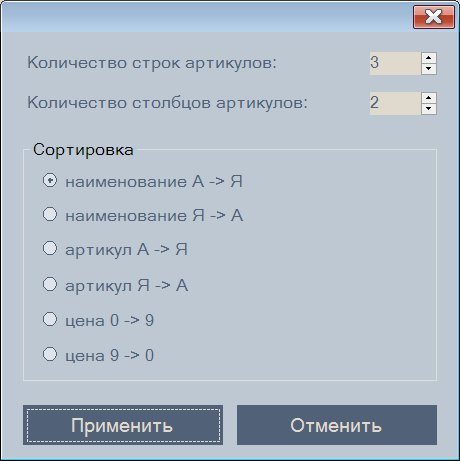 Количество строк артикулов: 3
Количество столбцов артикулов: 2
Сортировка
наименование А -> Я
наименование Я -> А
артикул А -> Я
артикул Я -> А
цена 0 -> 9
цена 9 -> 0
Применить Отменить